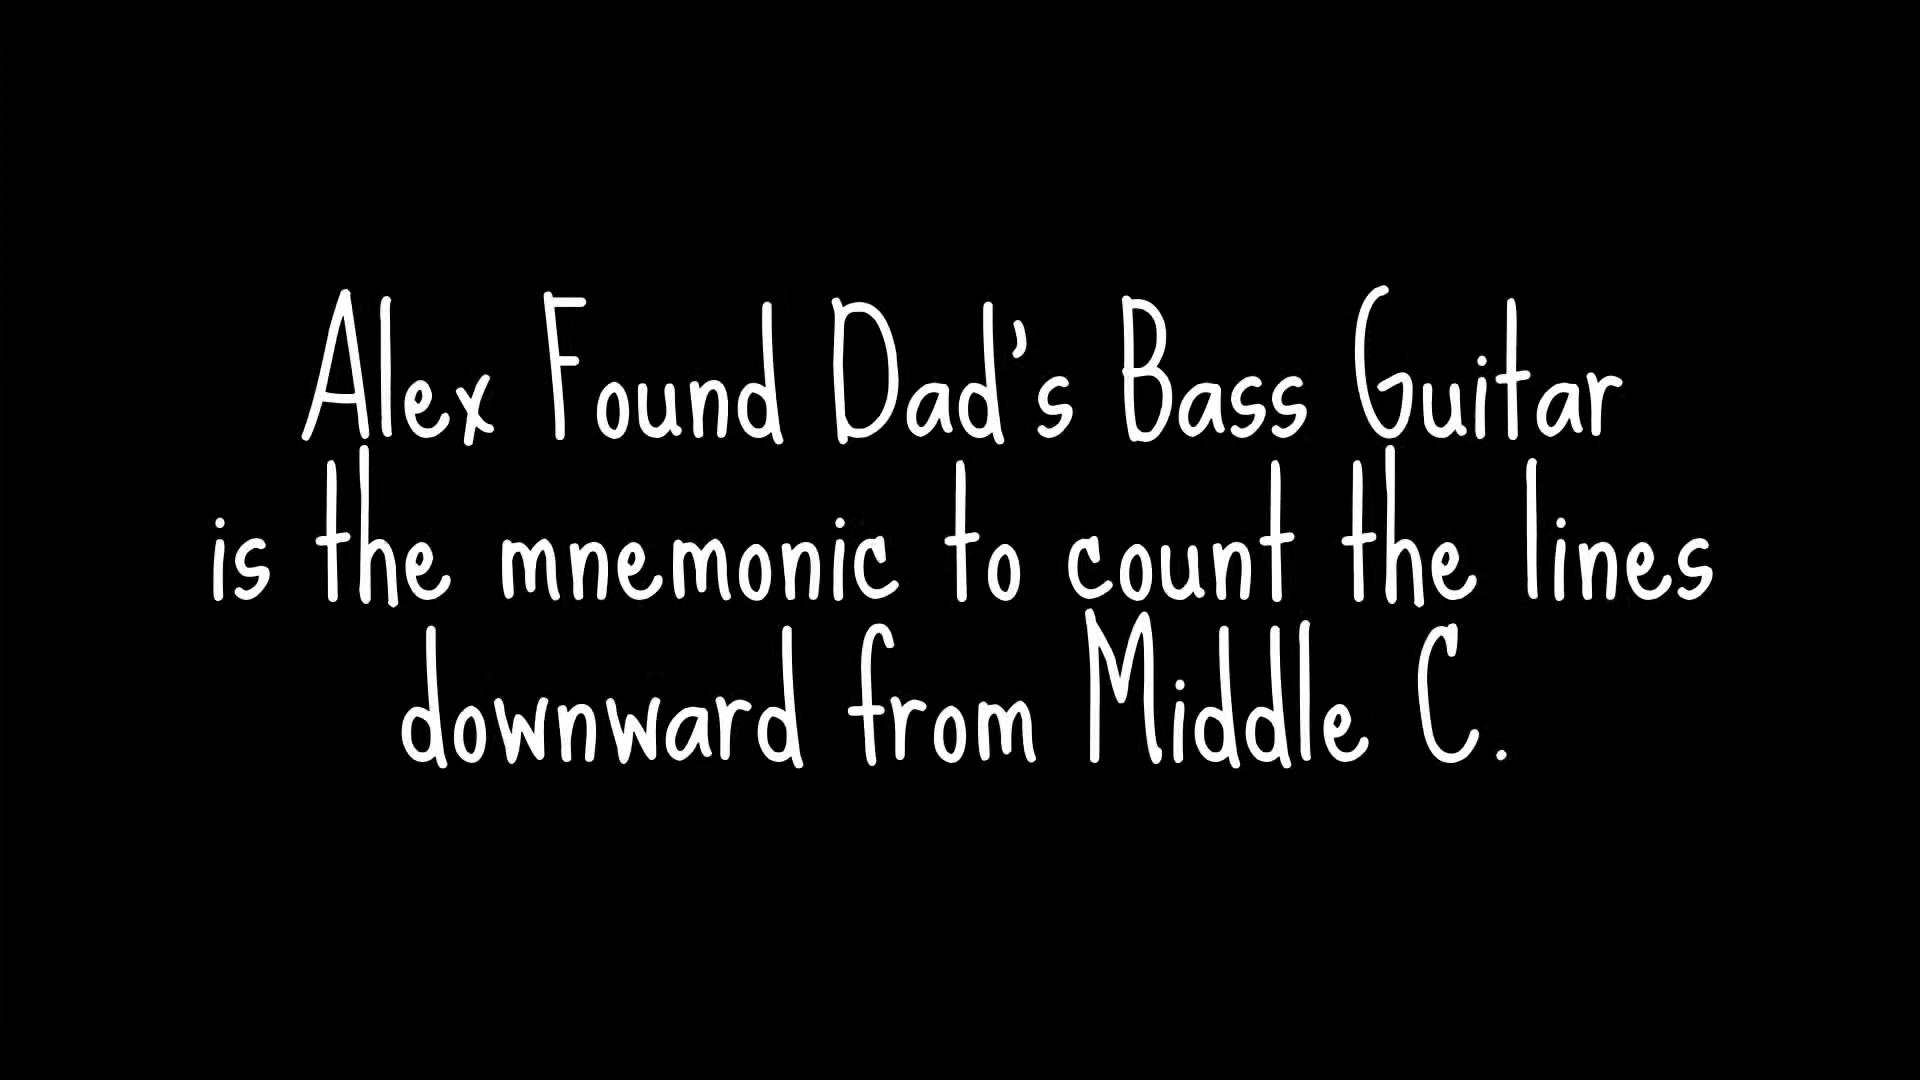 Alex Found Dad's Bass Guitar
is the mnemonic to count the lines
downward from Middle C.